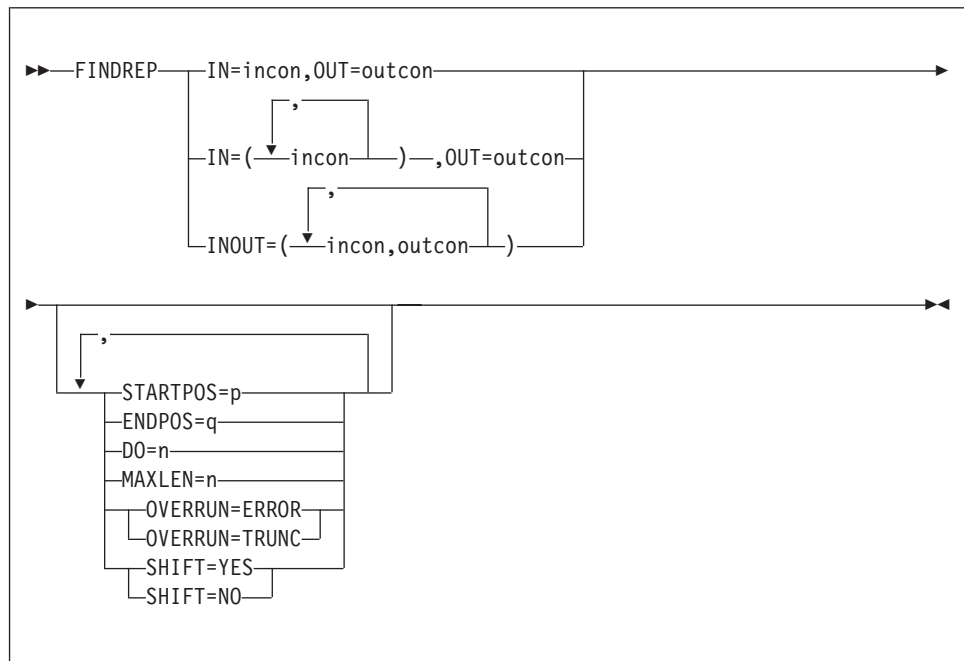 FINDREP IN=incon,OUT=outcon
,
IN=( incon ) ,OUT=outcon
,
INOUT=( incon,outcon )
,
STARTPOS=p
ENDPOS=q
DO=n
MAXLEN=n
OVERRUN=ERROR
OVERRUN=TRUNC
SHIFT=YES
SHIFT=NO